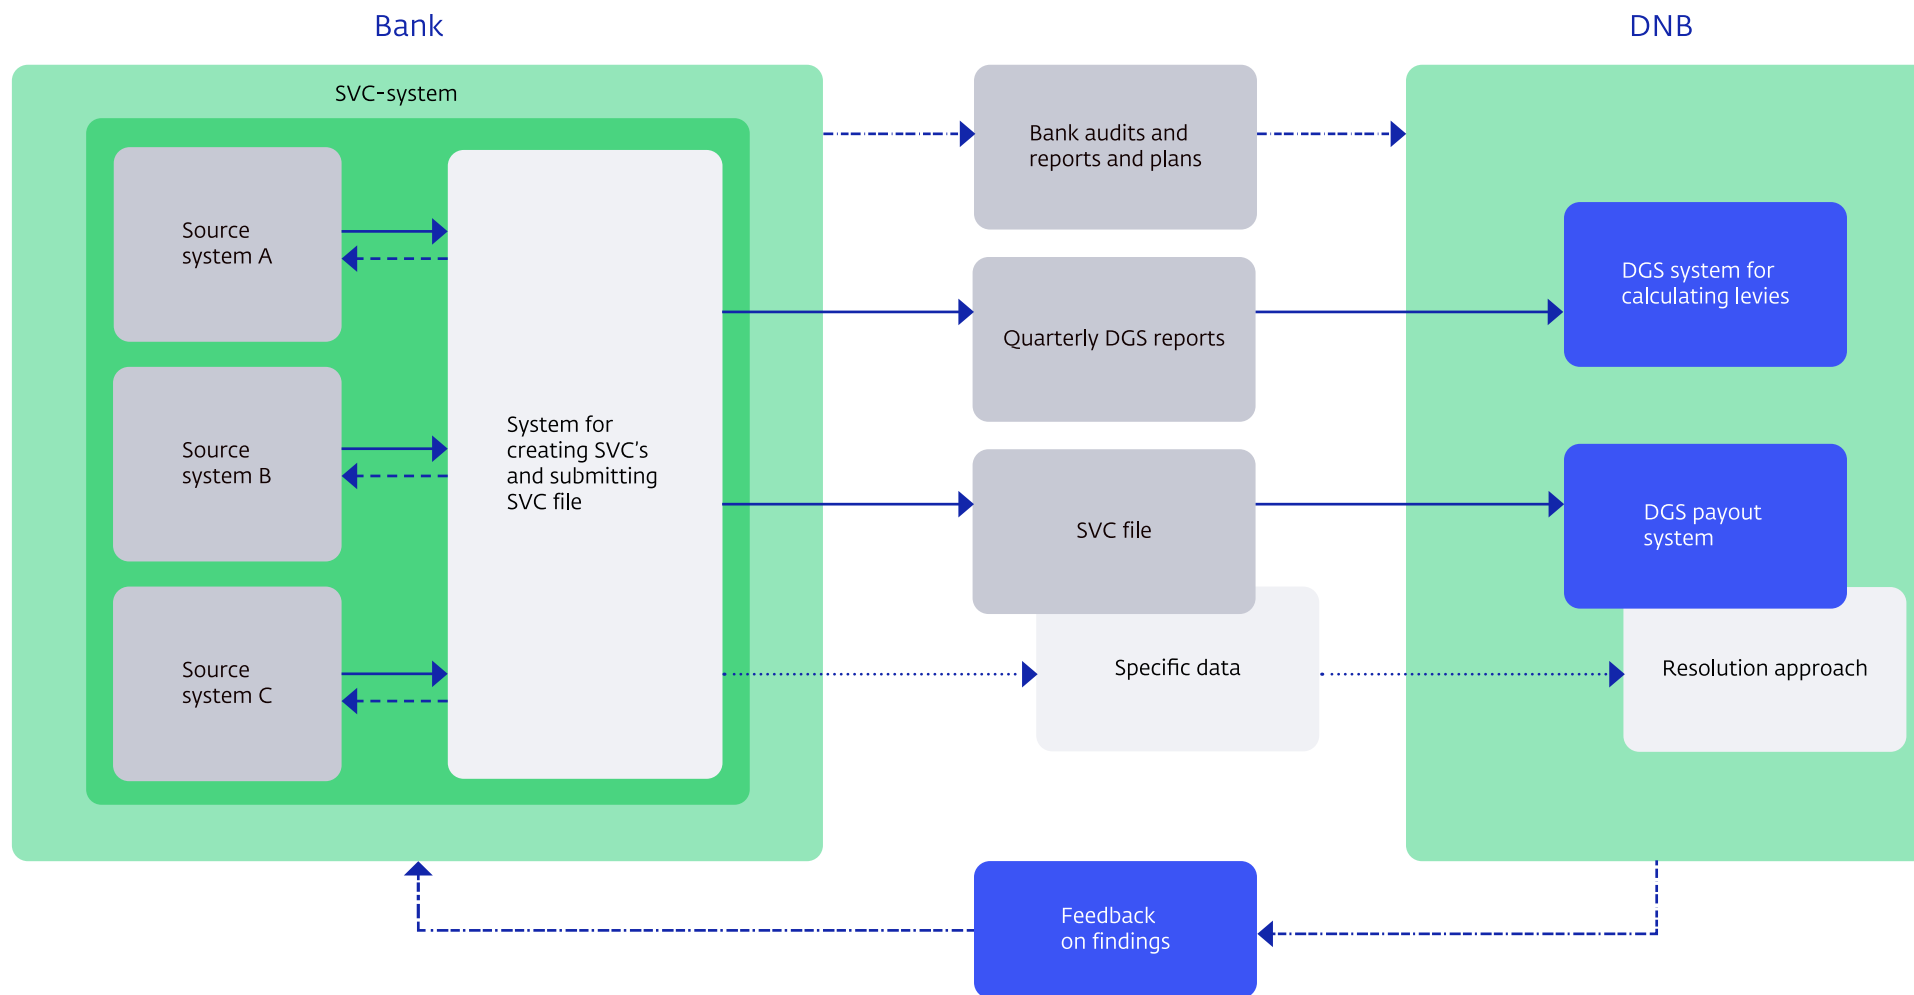 Bank
DNB
SVC-system
Source
system A
Source
system B
Source
system C
System for
creating SVC's
and submitting
SVC file
Bank audits and
reports and plans
Quarterly DGS reports
SVC file
Specific data
DGS system for
calculating levies
DGS payout
system
Resolution approach
Feedback
on findings